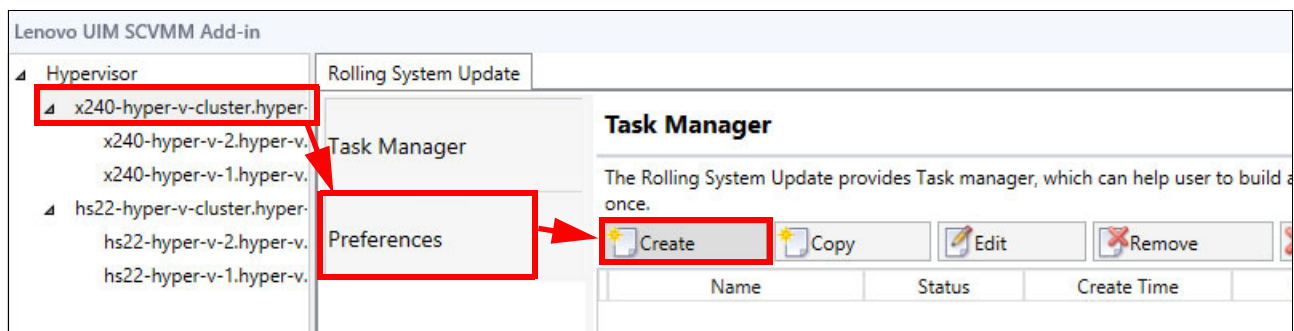 Lenovo UIM SCVMM Add-in
Hypervisor
x240-hyper-v-cluster.hyper-
x240-hyper-v-2.hyper-v.
x240-hyper-v-1.hyper-v.
hs22-hyper-v-cluster.hyper-
hs22-hyper-v-2.hyper-v.
hs22-hyper-v-1.hyper-v.
Rolling System Update
Task Manager
Preferences
Task Manager
The Rolling System Update provides Task manager, which can help user to build a
once.
Create Copy Edit Remove
Name Status Create Time